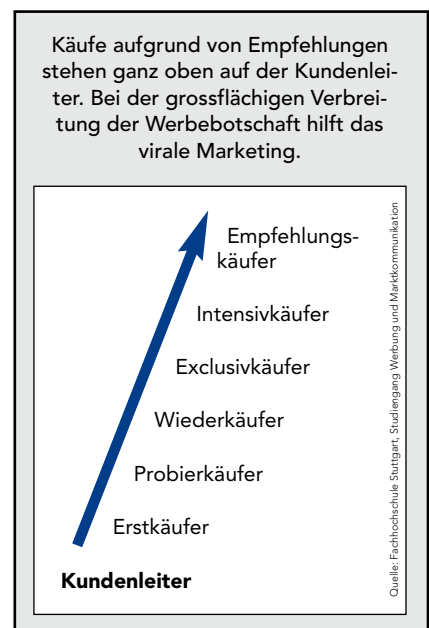 Käufe aufgrund von Empfehlungen
stehen ganz oben auf der Kundenlei-
ter. Bei der grossflächigen Verbrei-
tung der Werbebotschaft hilft das
virale Marketing.
Empfehlungs-
käufer
Intensivkäufer
Exclusivkäufer
Wiederkäufer
Probierkäufer
Erstkäufer
Kundenleiter
Quelle: Fachhochschule Stuttgart, Studiengang Werbung und Marktkommunikation